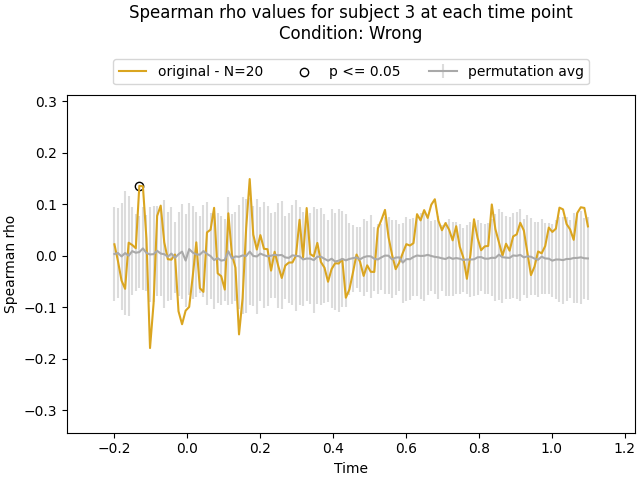 Spearman rho values for subject 3 at each time point
Condition: Wrong
original - N=20
p <= 0.05
permutation avg
0.3
0.2
0.1
0.0
−0.1
−0.2
−0.3
Spearman rho
−0.2
0.0
0.2
0.4
0.6
0.8
1.0
1.2
Time